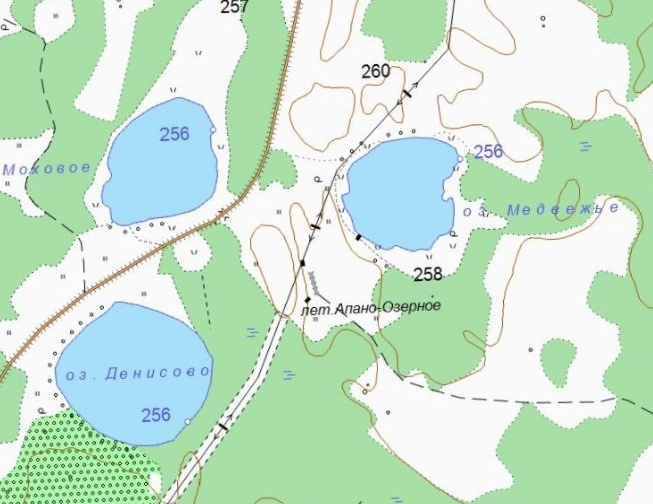 257
260
256
256
Моховое
оз. Медвежье
258
лет.Апано-Озерное
оз. Денисово
256